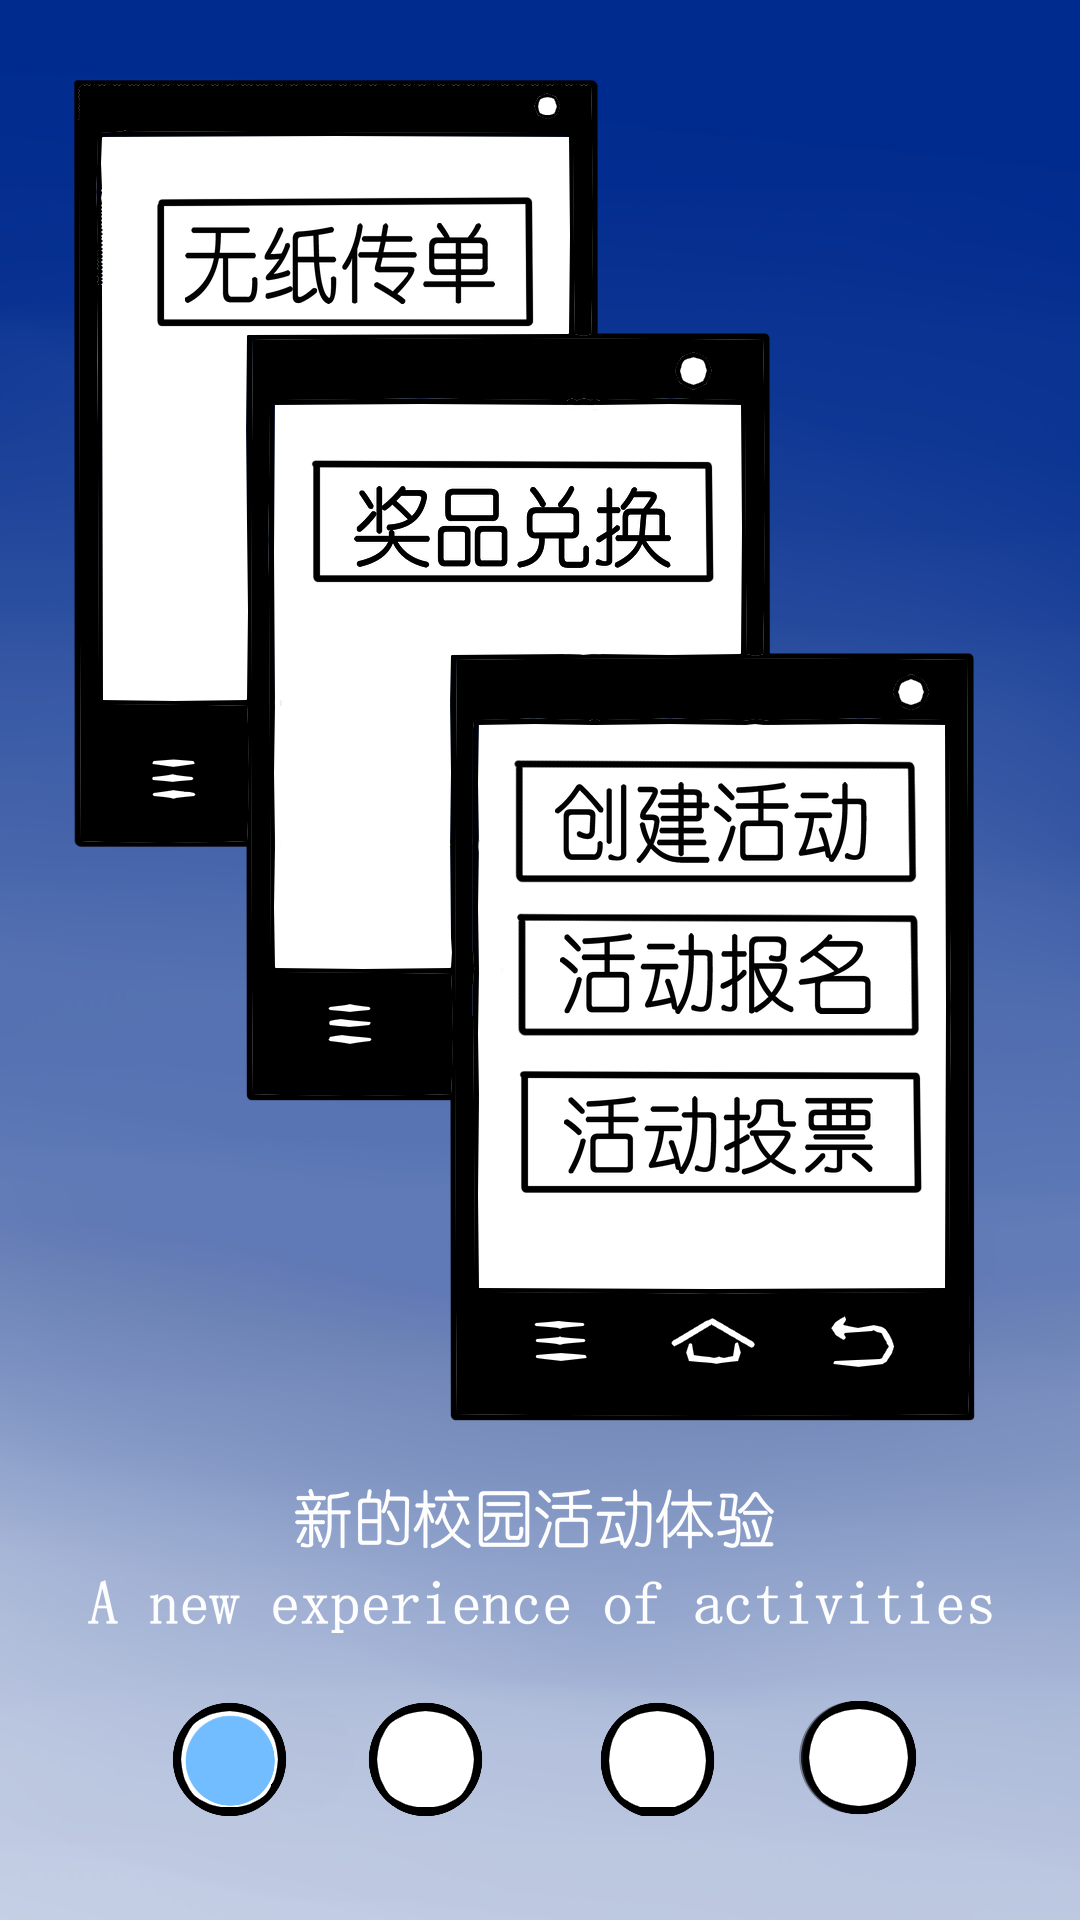 无纸传单
奖品兑换
创建活动
活动报名
活动投票
新的校园活动体验
A new experience of activities